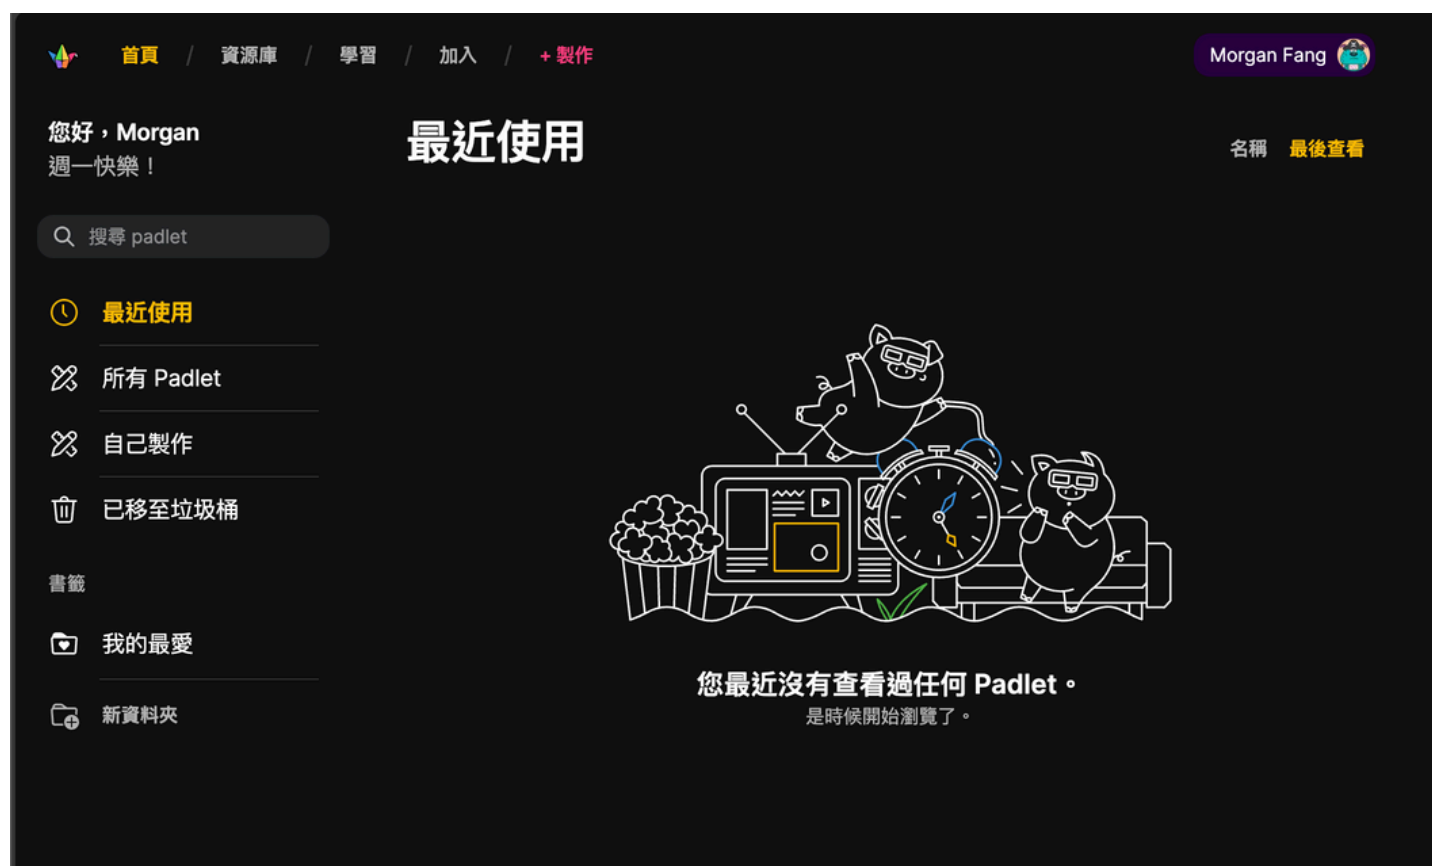 首頁 / 資源庫 / 學習 / 加入 / + 製作
Morgan Fang
您好，Morgan
週一快樂！
搜尋 padlet
最近使用
所有 Padlet
自己製作
已移至垃圾桶
書籤
我的最愛
新資料夾
最近使用
名稱 最後查看
您最近沒有查看過任何 Padlet。
是時候開始瀏覽了。